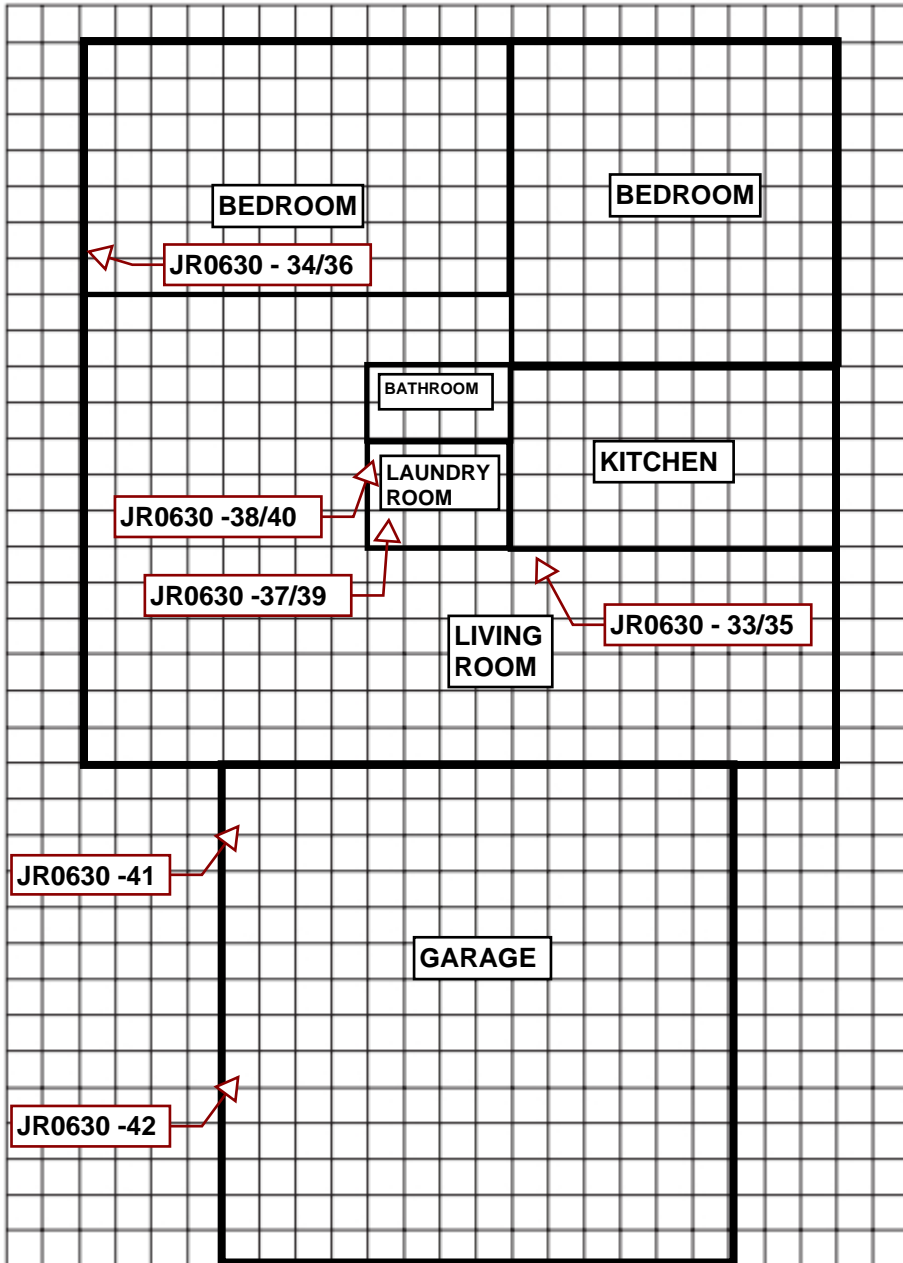 BEDROOM
BEDROOM
JR0630 - 34/36
BATHROOM
KITCHEN
LAUNDRY
ROOM
JR0630 -38/40
JR0630 -37/39
JR0630 - 33/35
LIVING
ROOM
JR0630 -41
GARAGE
JR0630 -42